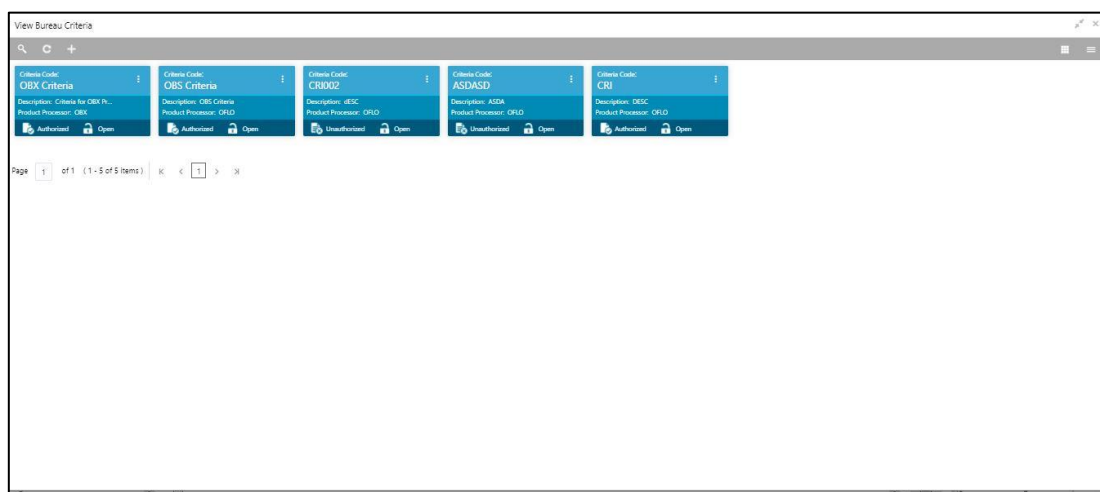 View Bureau Criteria
Criteria Code:
OBX Criteria
Description: Criteria for OBX Pr...
Product Processor: OBX
Authorized Open
Criteria Code:
OBS Criteria
Description: OBS Criteria
Product Processor: OFLO
Authorized Open
Criteria Code:
CRI002
Description: dESC
Product Processor: OFLO
Unauthorized Open
Criteria Code:
ASDASD
Description: ASDA
Product Processor: OFLO
Unauthorized Open
Criteria Code:
CRI
Description: DESC
Product Processor: OFLO
Authorized Open
Page 1 of 1 (1 - 5 of 5 items) 1